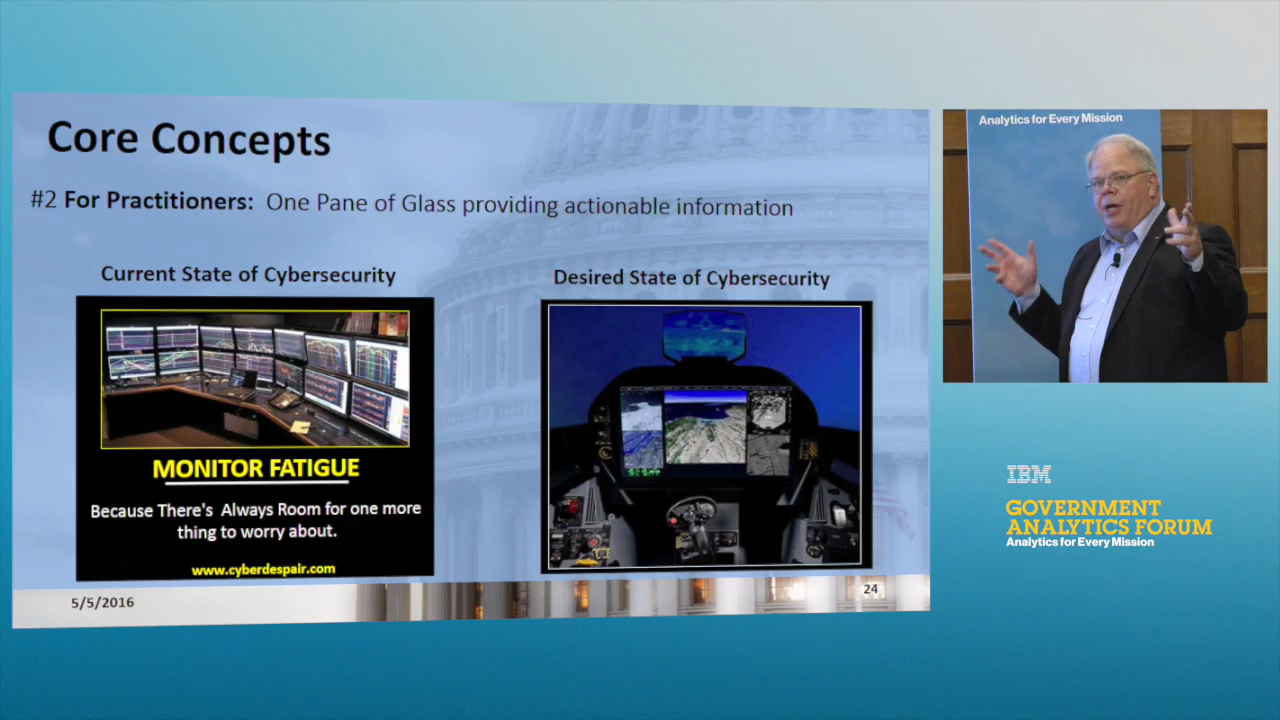 Core Concepts
#2 For Practitioners: One Pane of Glass providing actionable information
Current State of Cybersecurity
Desired State of Cybersecurity
MONITOR FATIGUE
Because There's Always Room for one more
thing to worry about.
www.cyberdespair.com
5/5/2016
24
Analytics for Every Mission
IBM
GOVERNMENT
ANALYTICS FORUM
Analytics for Every Mission